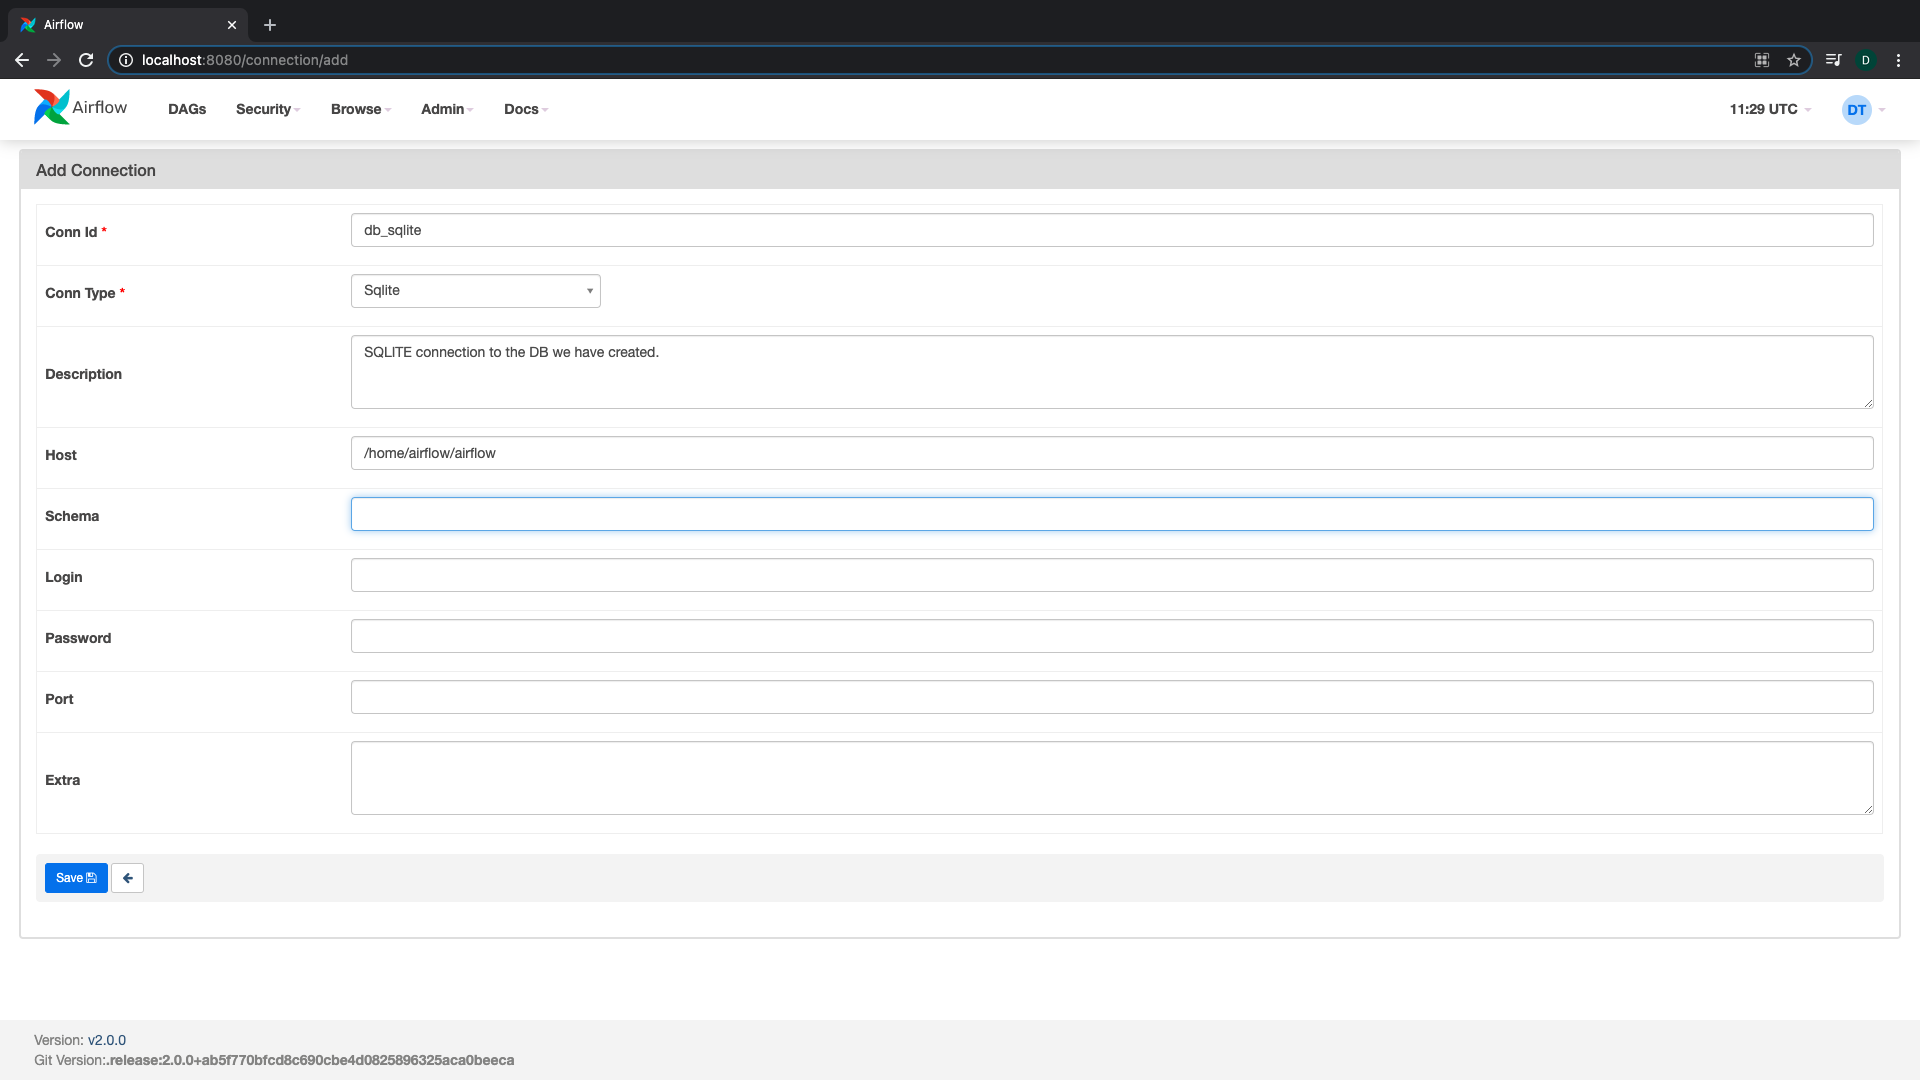 Airflow
localhost:8080/connection/add
D
Airflow DAGs Security Browse Admin Docs 11:29 UTC DT
Add Connection
Conn Id * db_sqlite
Conn Type * Sqlite
Description SQLITE connection to the DB we have created.
Host /home/airflow/airflow
Schema
Login
Password
Port
Extra
Save
Version: v2.0.0
Git Version:.release:2.0.0+ab5f770bfcd8c690cbe4d0825896325aca0beeca